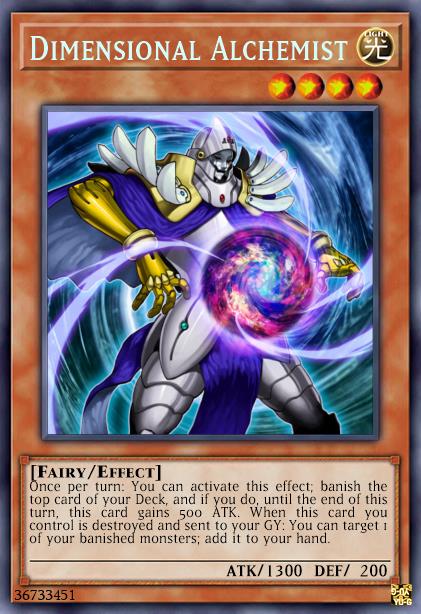 DIMENSIONAL ALCHEMIST
LIGHT
光
[FAIRY/EFFECT]
Once per turn: You can activate this effect; banish the
top card of your Deck, and if you do, until the end of this
turn, this card gains 500 ATK. When this card you
control is destroyed and sent to your GY: You can target 1
of your banished monsters; add it to your hand.
ATK/1300 DEF/ 200
36733451